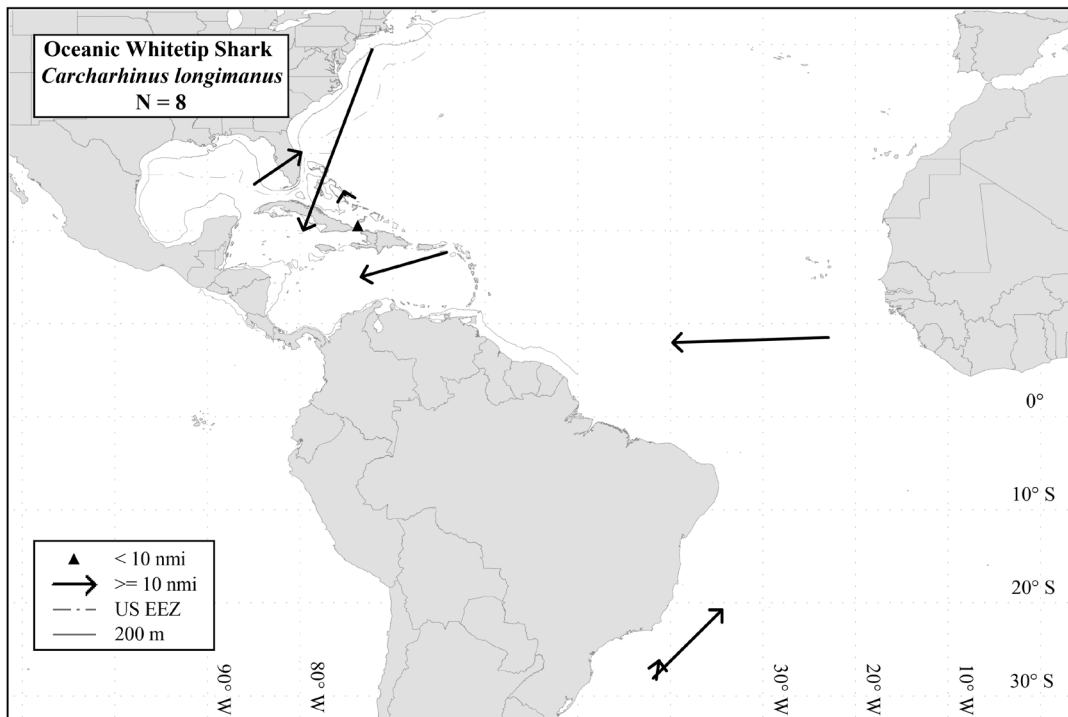 Oceanic Whitetip Shark
Carcharhinus longimanus
N = 8
0°
10° S
20° S
30° S
< 10 nmi
>= 10 nmi
US EEZ
200 m
90° W
80° W
30° W
20° W
10° W